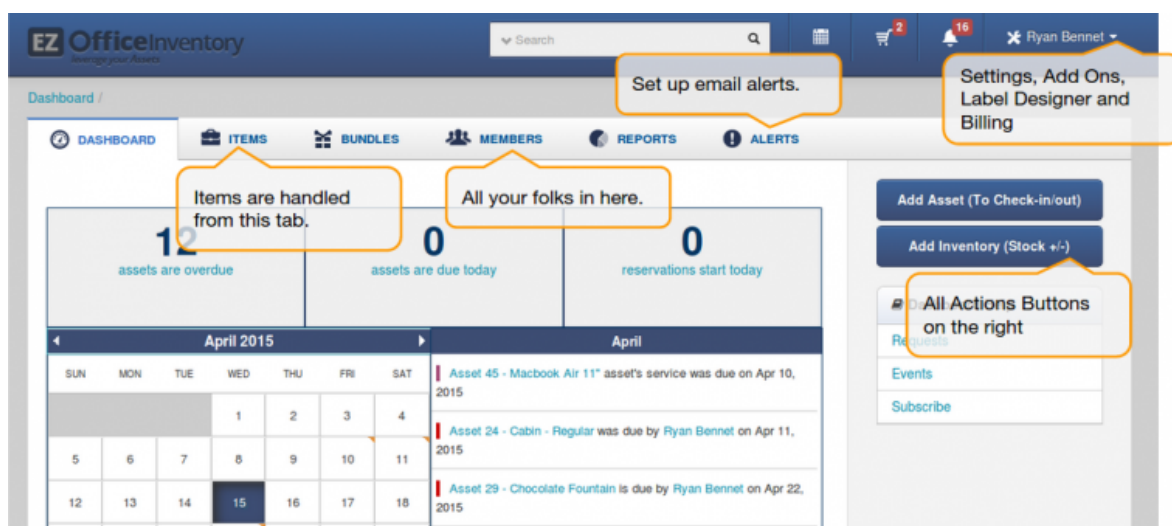 EZ OfficeInventory
leverage your Assets
Search
2
16
Ryan Bennet
Set up email alerts.
Settings, Add Ons,
Label Designer and
Billing
Dashboard /
DASHBOARD
ITEMS
BUNDLES
MEMBERS
REPORTS
ALERTS
Items are handled
from this tab.
All your folks in here.
Add Asset (To Check-in/out)
Add Inventory (Stock +/-)
All Actions Buttons
on the right
12
assets are overdue
0
assets are due today
0
reservations start today
Requests
Events
Subscribe
April 2015
SUN MON TUE WED THU FRI SAT
1 2 3 4
5 6 7 8 9 10 11
12 13 14 15 16 17 18
April
Asset 45 - Macbook Air 11" asset's service was due on Apr 10,
2015
Asset 24 - Cabin - Regular was due by Ryan Bennet on Apr 11,
2015
Asset 29 - Chocolate Fountain is due by Ryan Bennet on Apr 22,
2015